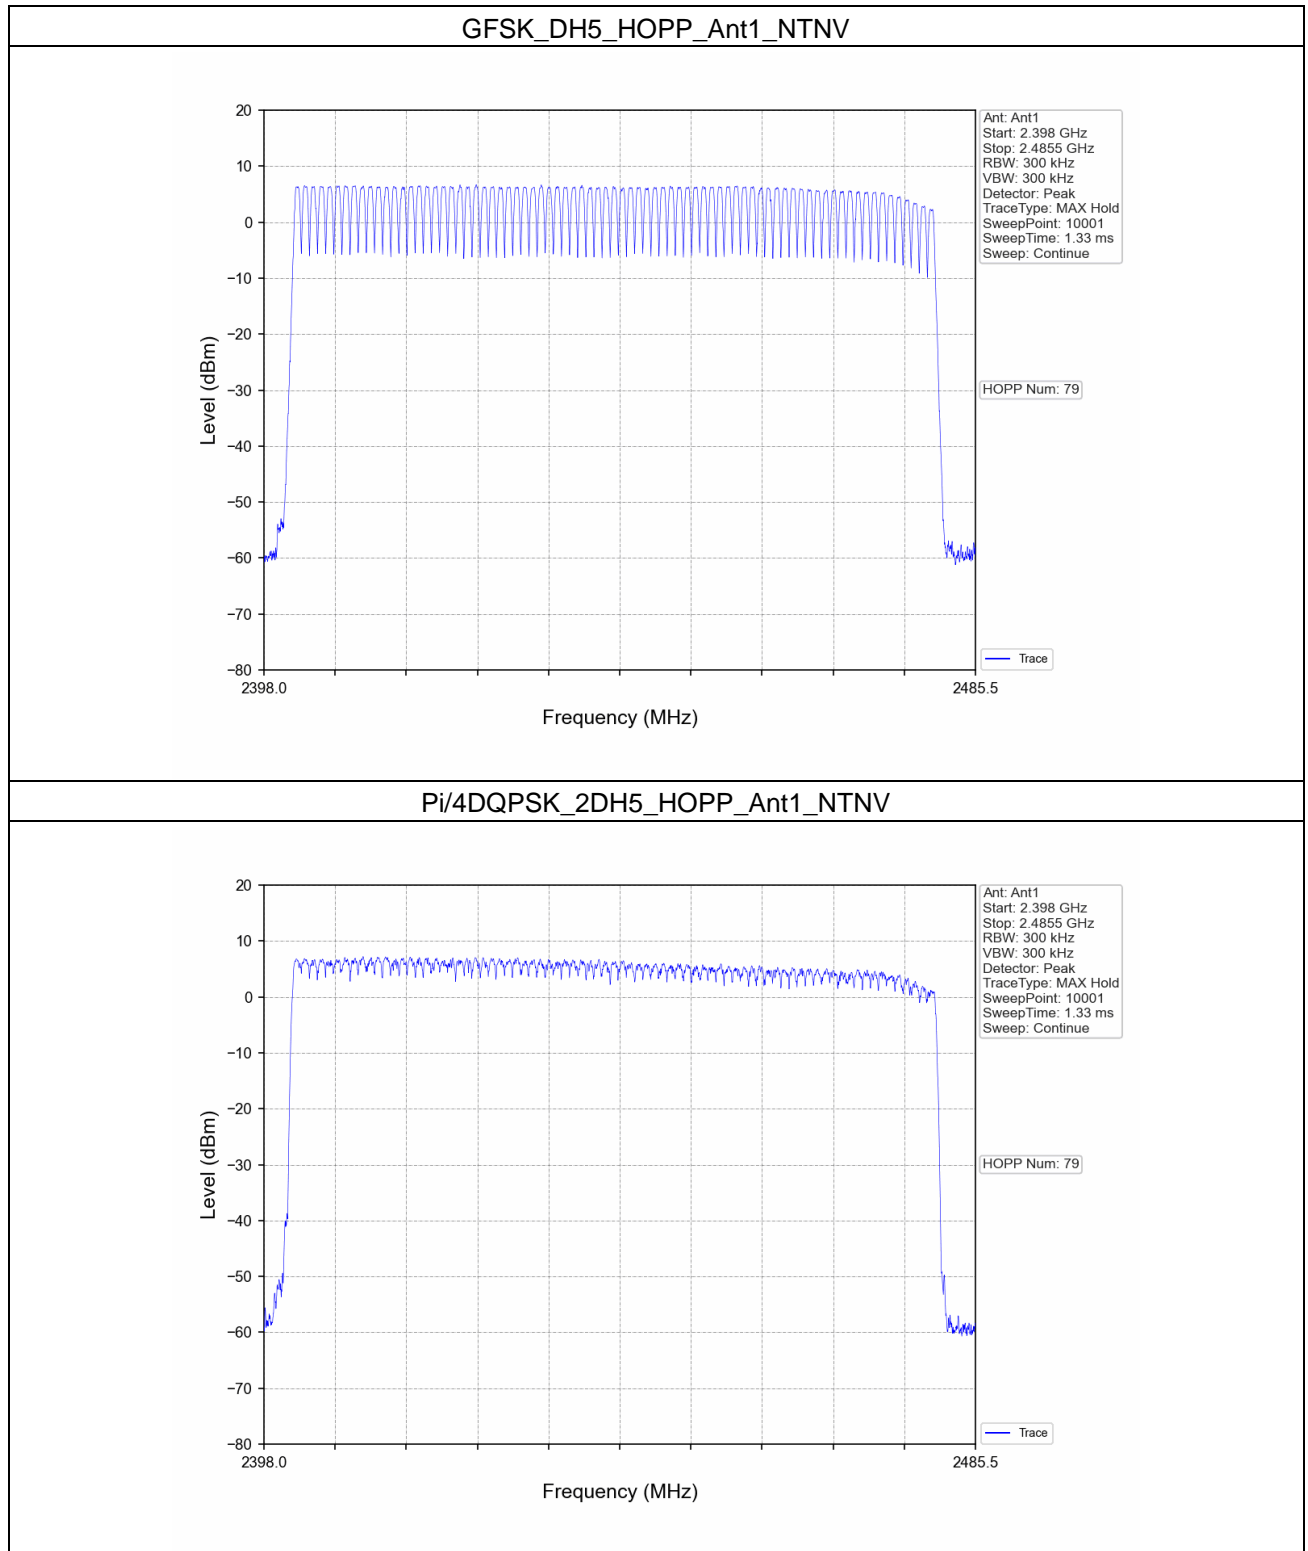 GFSK_DH5_HOPP_Ant1_NTNV
20
10
0
−10
−20
−30
−40
−50
−60
−70
−80
Level (dBm)
2398.0
2485.5
Frequency (MHz)
Ant: Ant1
Start: 2.398 GHz
Stop: 2.4855 GHz
RBW: 300 kHz
VBW: 300 kHz
Detector: Peak
TraceType: MAX Hold
SweepPoint: 10001
SweepTime: 1.33 ms
Sweep: Continue
HOPP Num: 79
Trace
Pi/4DQPSK_2DH5_HOPP_Ant1_NTNV
20
10
0
−10
−20
−30
−40
−50
−60
−70
−80
Level (dBm)
2398.0
2485.5
Frequency (MHz)
Ant: Ant1
Start: 2.398 GHz
Stop: 2.4855 GHz
RBW: 300 kHz
VBW: 300 kHz
Detector: Peak
TraceType: MAX Hold
SweepPoint: 10001
SweepTime: 1.33 ms
Sweep: Continue
HOPP Num: 79
Trace